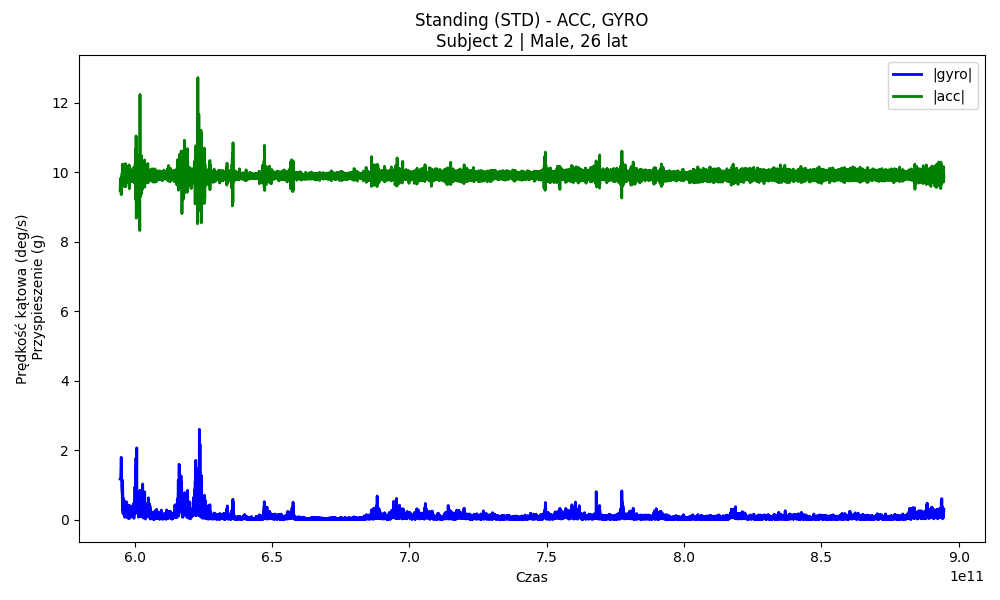 Standing (STD) - ACC, GYRO
Subject 2 | Male, 26 lat
|gyro|
|acc|
Prędkość kątowa (deg/s)
Przyspieszenie (g)
12
10
8
6
4
2
0
6.0 6.5 7.0 7.5 8.0 8.5 9.0
1e11
Czas